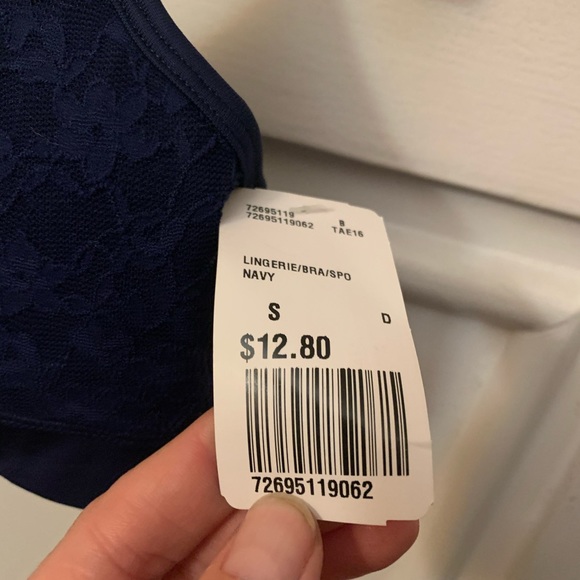 72695119 8
72695119062 TAE16
LINGERIE/BRA/SPO
NAVY
S D
$12.80
72695119062